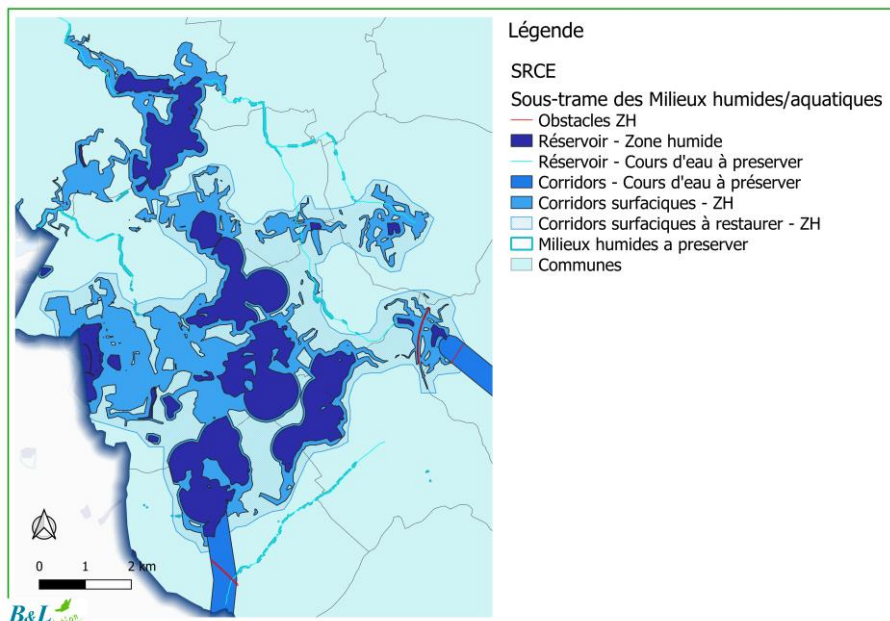 Légende
SRCE
Sous-trame des Milieux humides/aquatiques
Obstacles ZH
Réservoir - Zone humide
Réservoir - Cours d'eau à preserver
Corridors - Cours d'eau à préserver
Corridors surfaciques - ZH
Corridors surfaciques à restaurer - ZH
Milieux humides a preserver
Communes
0 1 2 km
B&L